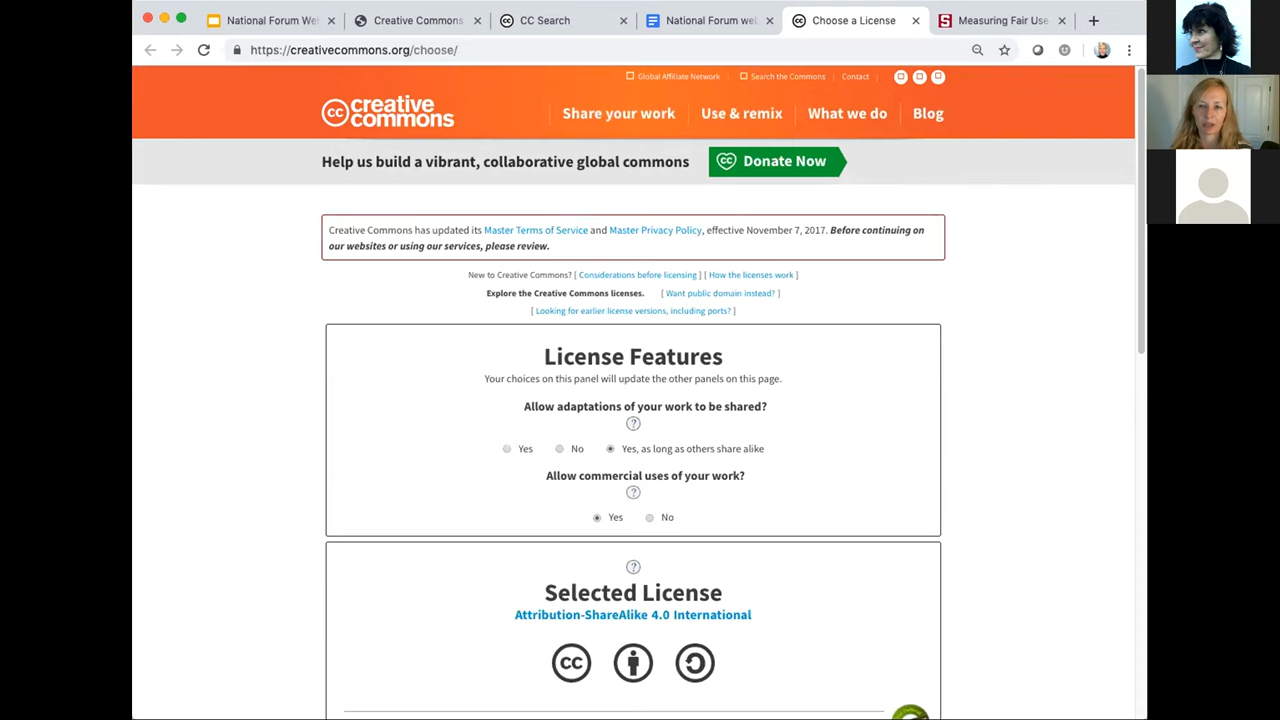 National Forum We
Creative Commons
CC Search
National Forum web
Choose a License
Measuring Fair Use
https://creativecommons.org/choose/
Global Affiliate Network
Search the Commons
Contact
creative
commons
cc
Share your work
Use & remix
What we do
Blog
Help us build a vibrant, collaborative global commons
Donate Now
Creative Commons has updated its Master Terms of Service and Master Privacy Policy, effective November 7, 2017. Before continuing on
our websites or using our services, please review.
New to Creative Commons? [ Considerations before licensing ] [ How the licenses work ]
Explore the Creative Commons licenses. [ Want public domain instead? ]
[ Looking for earlier license versions, including ports? ]
License Features
Your choices on this panel will update the other panels on this page.
Allow adaptations of your work to be shared?
?
Yes No Yes, as long as others share alike
Allow commercial uses of your work?
?
Yes No
?
Selected License
Attribution-ShareAlike 4.0 International
cc